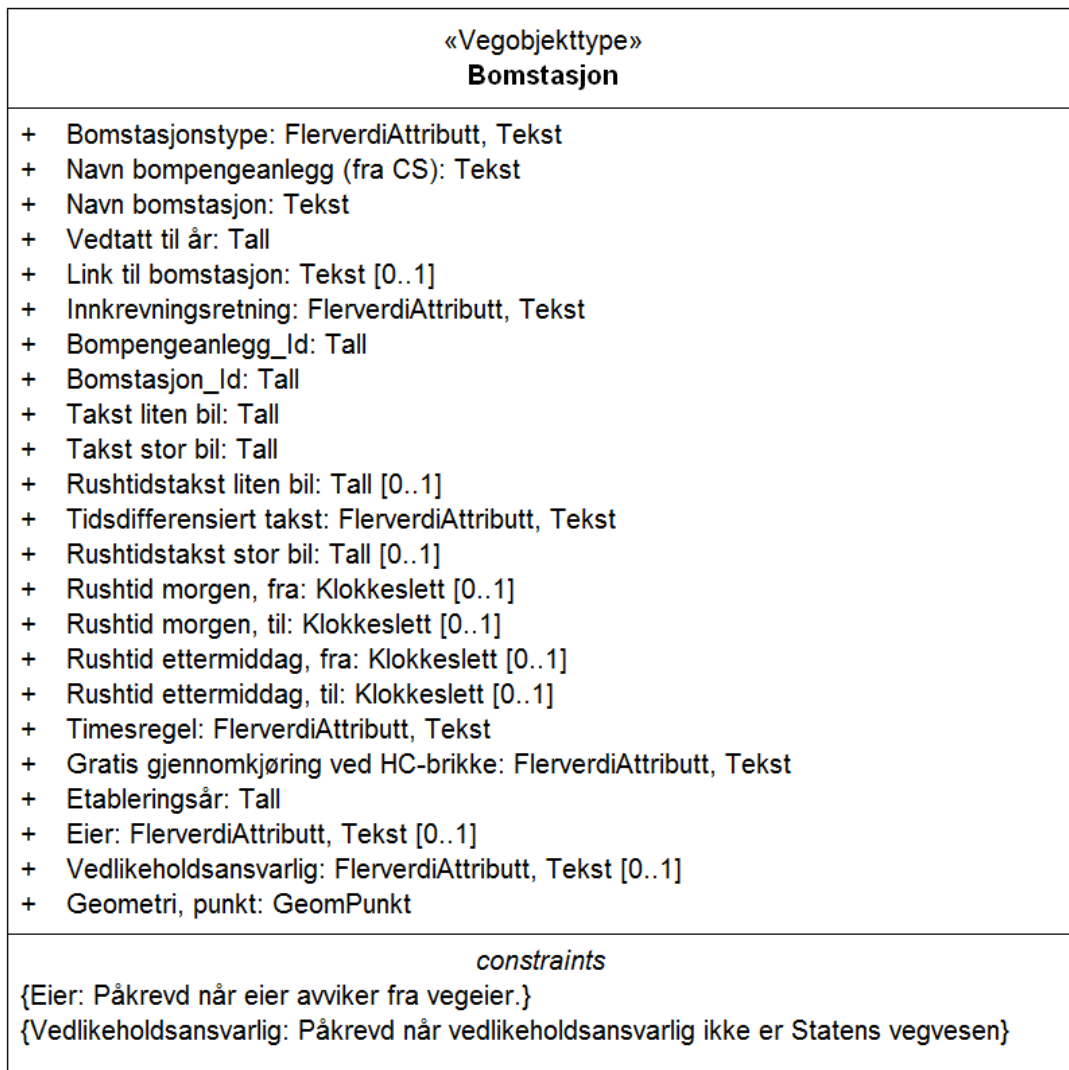 «Vegobjekttype»
Bomstasjon
+ Bomstasjonstype: FlerverdiAttributt, Tekst
+ Navn bompengeanlegg (fra CS): Tekst
+ Navn bomstasjon: Tekst
+ Vedtatt til år: Tall
+ Link til bomstasjon: Tekst [0..1]
+ Innkrevningsretning: FlerverdiAttributt, Tekst
+ Bompengeanlegg_Id: Tall
+ Bomstasjon_Id: Tall
+ Takst liten bil: Tall
+ Takst stor bil: Tall
+ Rushtidstakst liten bil: Tall [0..1]
+ Tidsdifferensiert takst: FlerverdiAttributt, Tekst
+ Rushtidstakst stor bil: Tall [0..1]
+ Rushtid morgen, fra: Klokkeslett [0..1]
+ Rushtid morgen, til: Klokkeslett [0..1]
+ Rushtid ettermiddag, fra: Klokkeslett [0..1]
+ Rushtid ettermiddag, til: Klokkeslett [0..1]
+ Timesregel: FlerverdiAttributt, Tekst
+ Gratis gjennomkjøring ved HC-brikke: FlerverdiAttributt, Tekst
+ Etableringsår: Tall
+ Eier: FlerverdiAttributt, Tekst [0..1]
+ Vedlikeholdsansvarlig: FlerverdiAttributt, Tekst [0..1]
+ Geometri, punkt: GeomPunkt
constraints
{Eier: Påkrevd når eier avviker fra vegeier.}
{Vedlikeholdsansvarlig: Påkrevd når vedlikeholdsansvarlig ikke er Statens vegvesen}